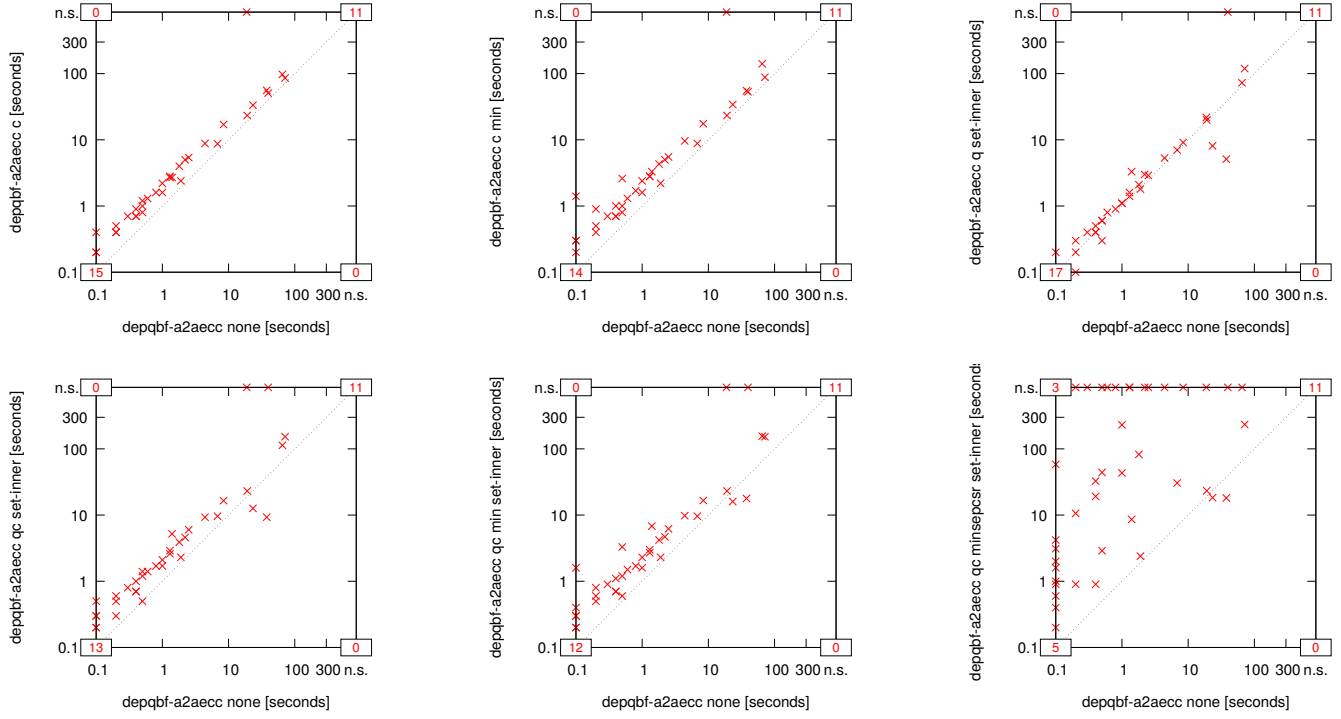 n.s. 0 11
300
100
10
1
0.1 15 0
0.1 1 10 100 300 n.s.
depqbf-a2aecc none [seconds]
depqbf-a2aecc c [seconds]
n.s. 0 11
300
100
10
1
0.1 14 0
0.1 1 10 100 300 n.s.
depqbf-a2aecc none [seconds]
depqbf-a2aecc c min [seconds]
n.s. 0 11
300
100
10
1
0.1 17 0
0.1 1 10 100 300 n.s.
depqbf-a2aecc none [seconds]
depqbf-a2aecc q set-inner [seconds]
n.s. 0 11
300
100
10
1
0.1 13 0
0.1 1 10 100 300 n.s.
depqbf-a2aecc none [seconds]
depqbf-a2aecc qc set-inner [seconds]
n.s. 0 11
300
100
10
1
0.1 12 0
0.1 1 10 100 300 n.s.
depqbf-a2aecc none [seconds]
depqbf-a2aecc qc min set-inner [seconds]
n.s. 3 11
300
100
10
1
0.1 5 0
0.1 1 10 100 300 n.s.
depqbf-a2aecc none [seconds]
depqbf-a2aecc qc minsepcsr set-inner [second